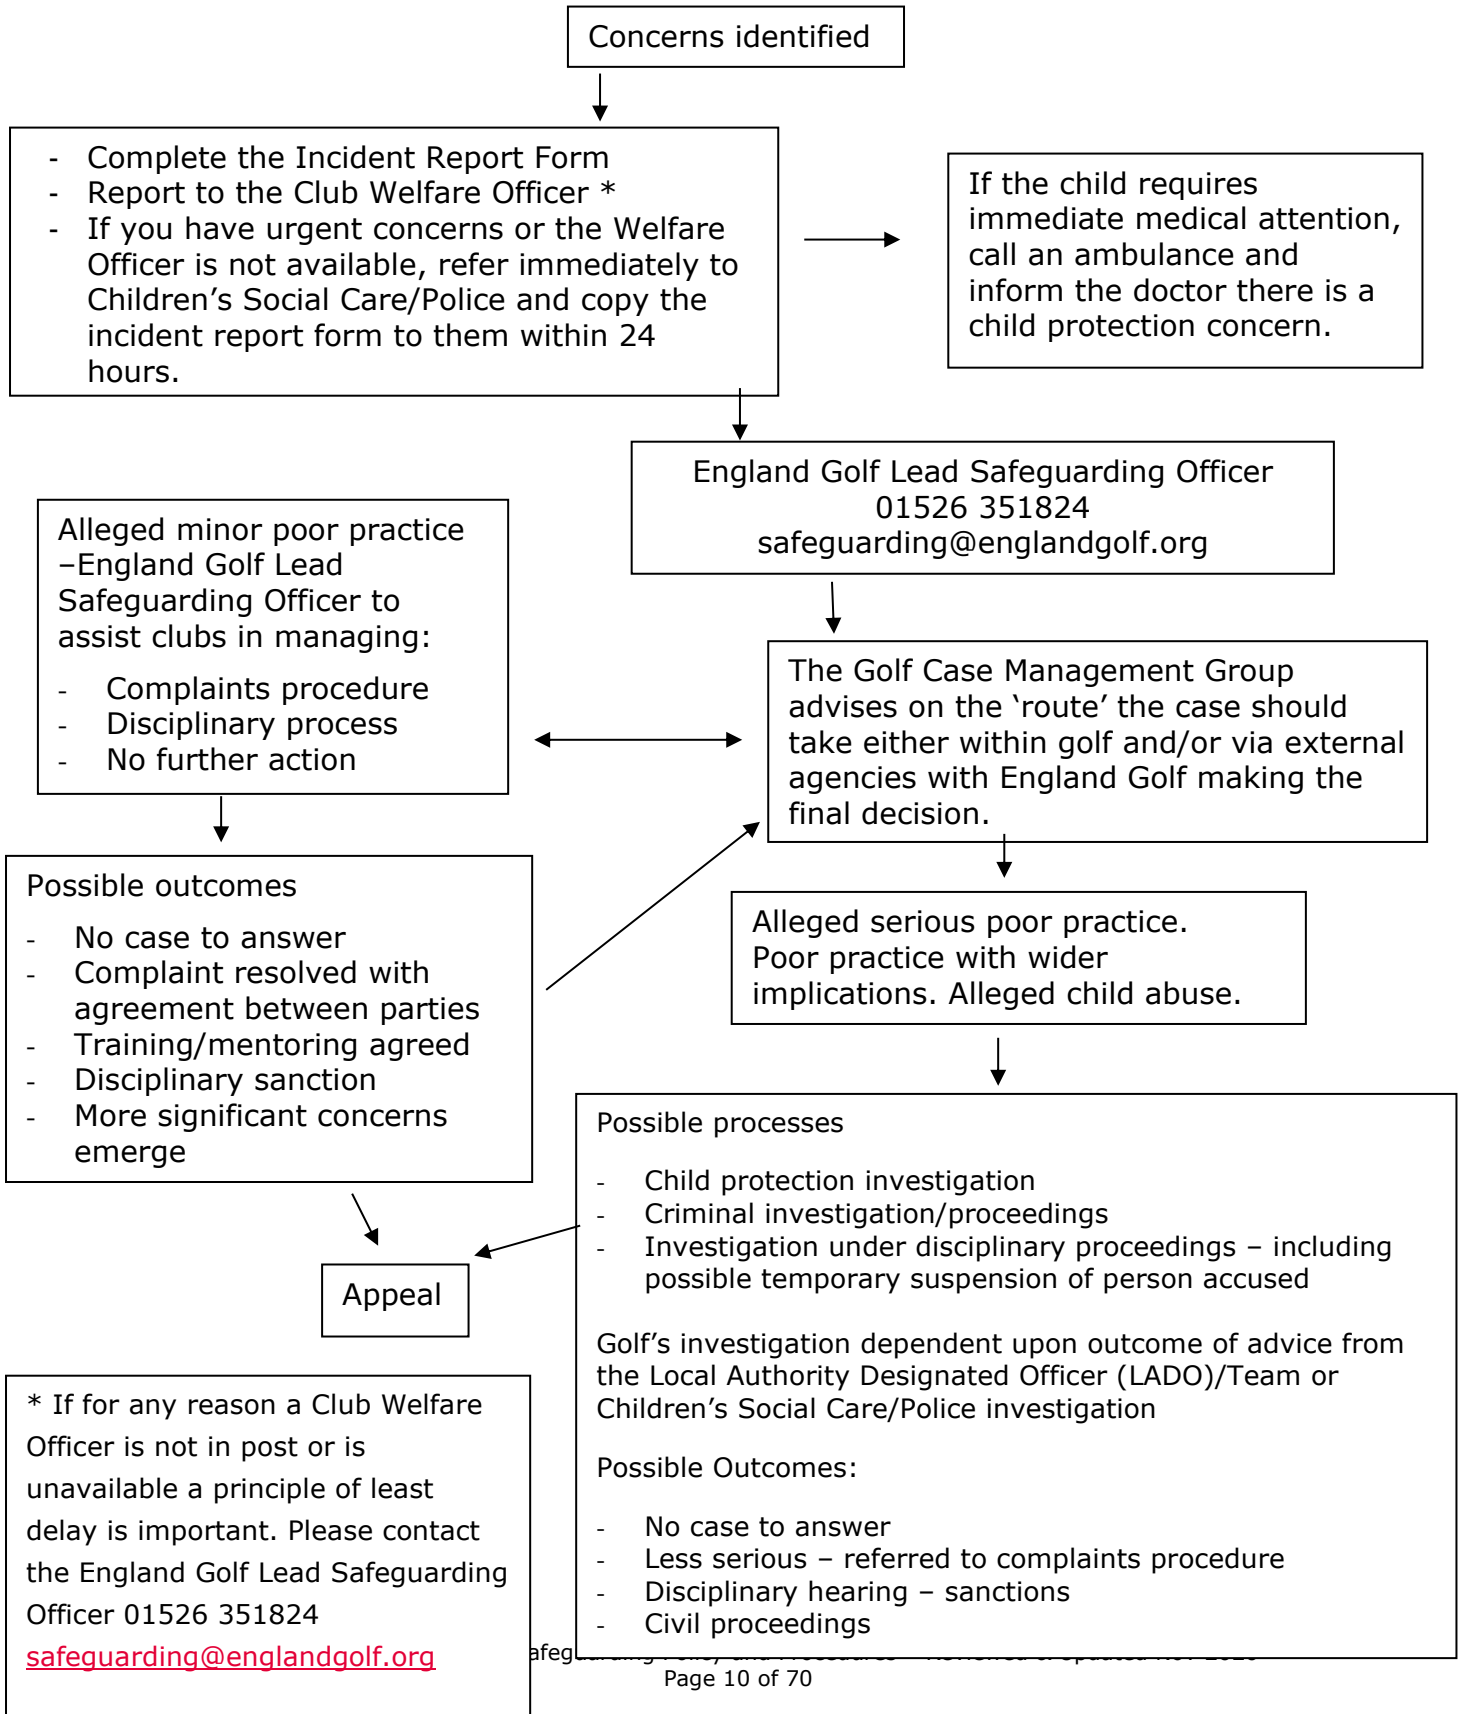 Concerns identified
- Complete the Incident Report Form
- Report to the Club Welfare Officer *
- If you have urgent concerns or the Welfare
Officer is not available, refer immediately to
Children’s Social Care/Police and copy the
incident report form to them within 24
hours.
If the child requires
immediate medical attention,
call an ambulance and
inform the doctor there is a
child protection concern.
England Golf Lead Safeguarding Officer
01526 351824
safeguarding@englandgolf.org
Alleged minor poor practice
–England Golf Lead
Safeguarding Officer to
assist clubs in managing:
- Complaints procedure
- Disciplinary process
- No further action
The Golf Case Management Group
advises on the ‘route’ the case should
take either within golf and/or via external
agencies with England Golf making the
final decision.
Possible outcomes
- No case to answer
- Complaint resolved with
agreement between parties
- Training/mentoring agreed
- Disciplinary sanction
- More significant concerns
emerge
Alleged serious poor practice.
Poor practice with wider
implications. Alleged child abuse.
Possible processes
- Child protection investigation
- Criminal investigation/proceedings
- Investigation under disciplinary proceedings – including
possible temporary suspension of person accused
Golf’s investigation dependent upon outcome of advice from
the Local Authority Designated Officer (LADO)/Team or
Children’s Social Care/Police investigation
Possible Outcomes:
- No case to answer
- Less serious – referred to complaints procedure
- Disciplinary hearing – sanctions
- Civil proceedings
Appeal
* If for any reason a Club Welfare
Officer is not in post or is
unavailable a principle of least
delay is important. Please contact
the England Golf Lead Safeguarding
Officer 01526 351824
safeguarding@englandgolf.org
Page 10 of 70